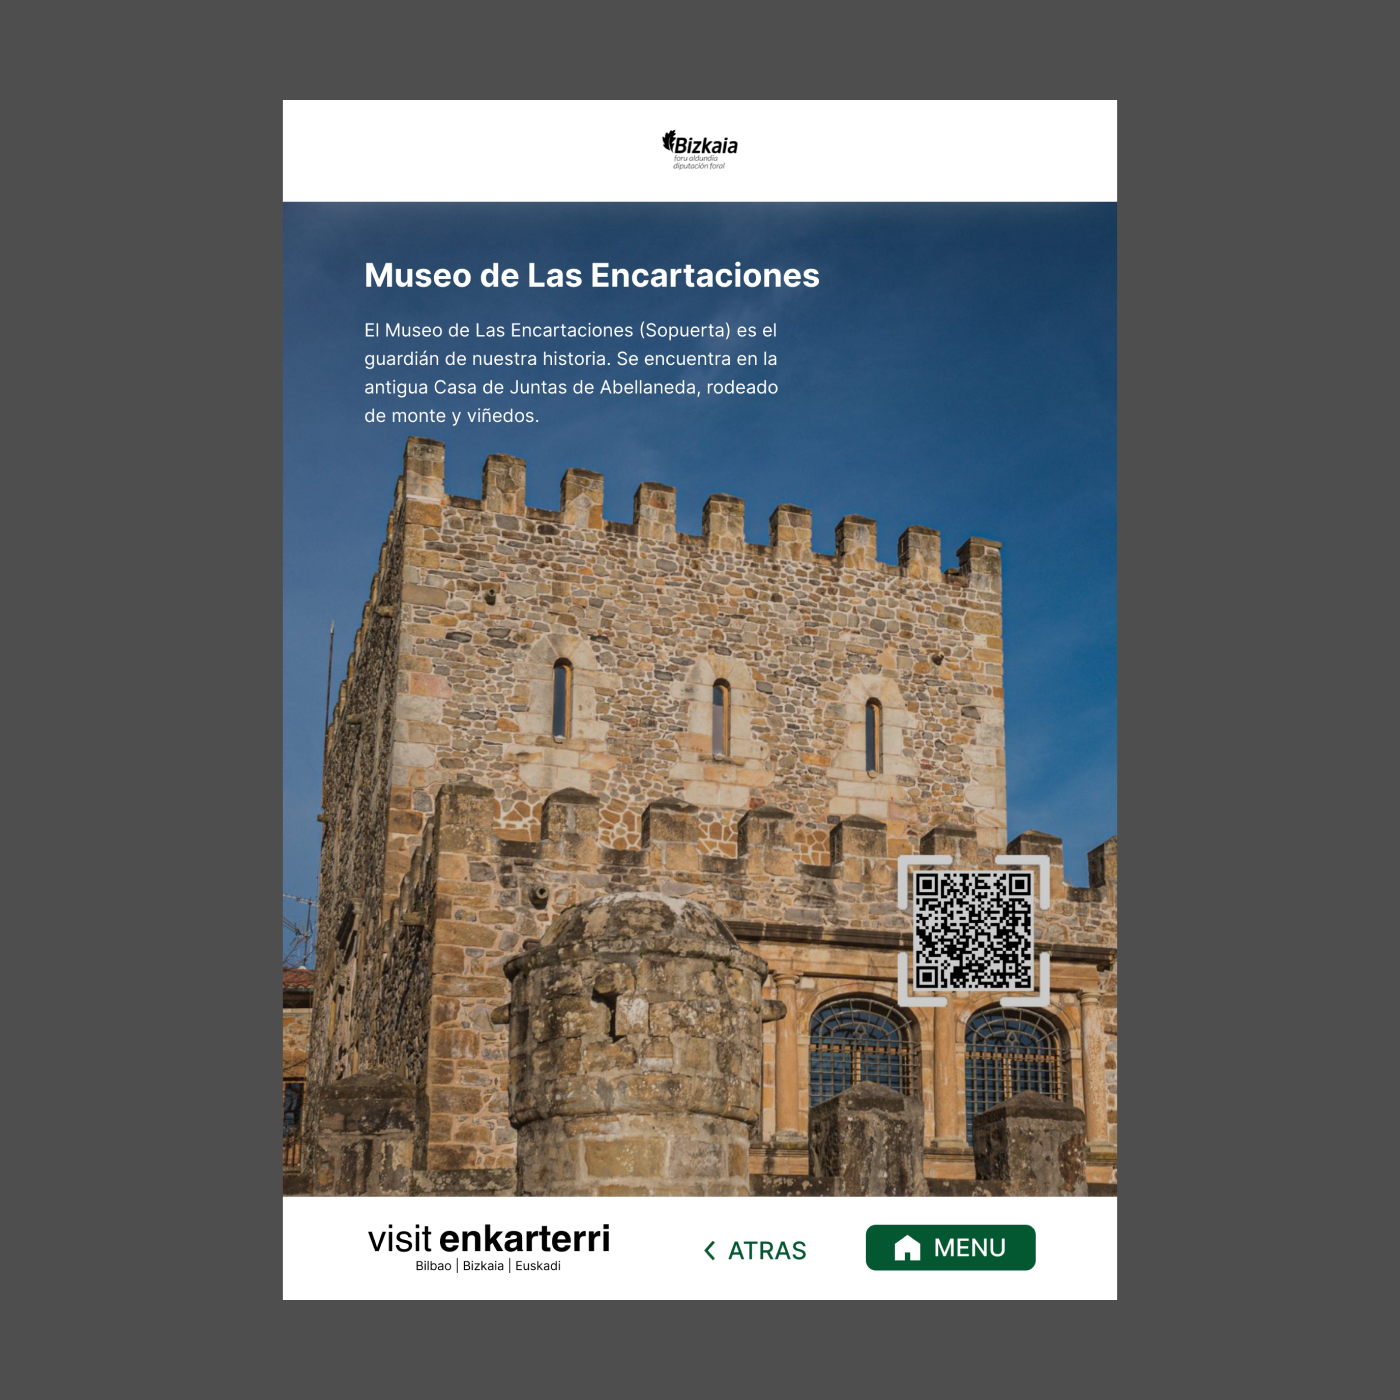 Bizkaia
foru aldundia
diputación foral
Museo de Las Encartaciones
El Museo de Las Encartaciones (Sopuerta) es el
guardián de nuestra historia. Se encuentra en la
antigua Casa de Juntas de Abellaneda, rodeado
de monte y viñedos.
visit enkarterri
Bilbao | Bizkaia | Euskadi
ATRAS
MENU